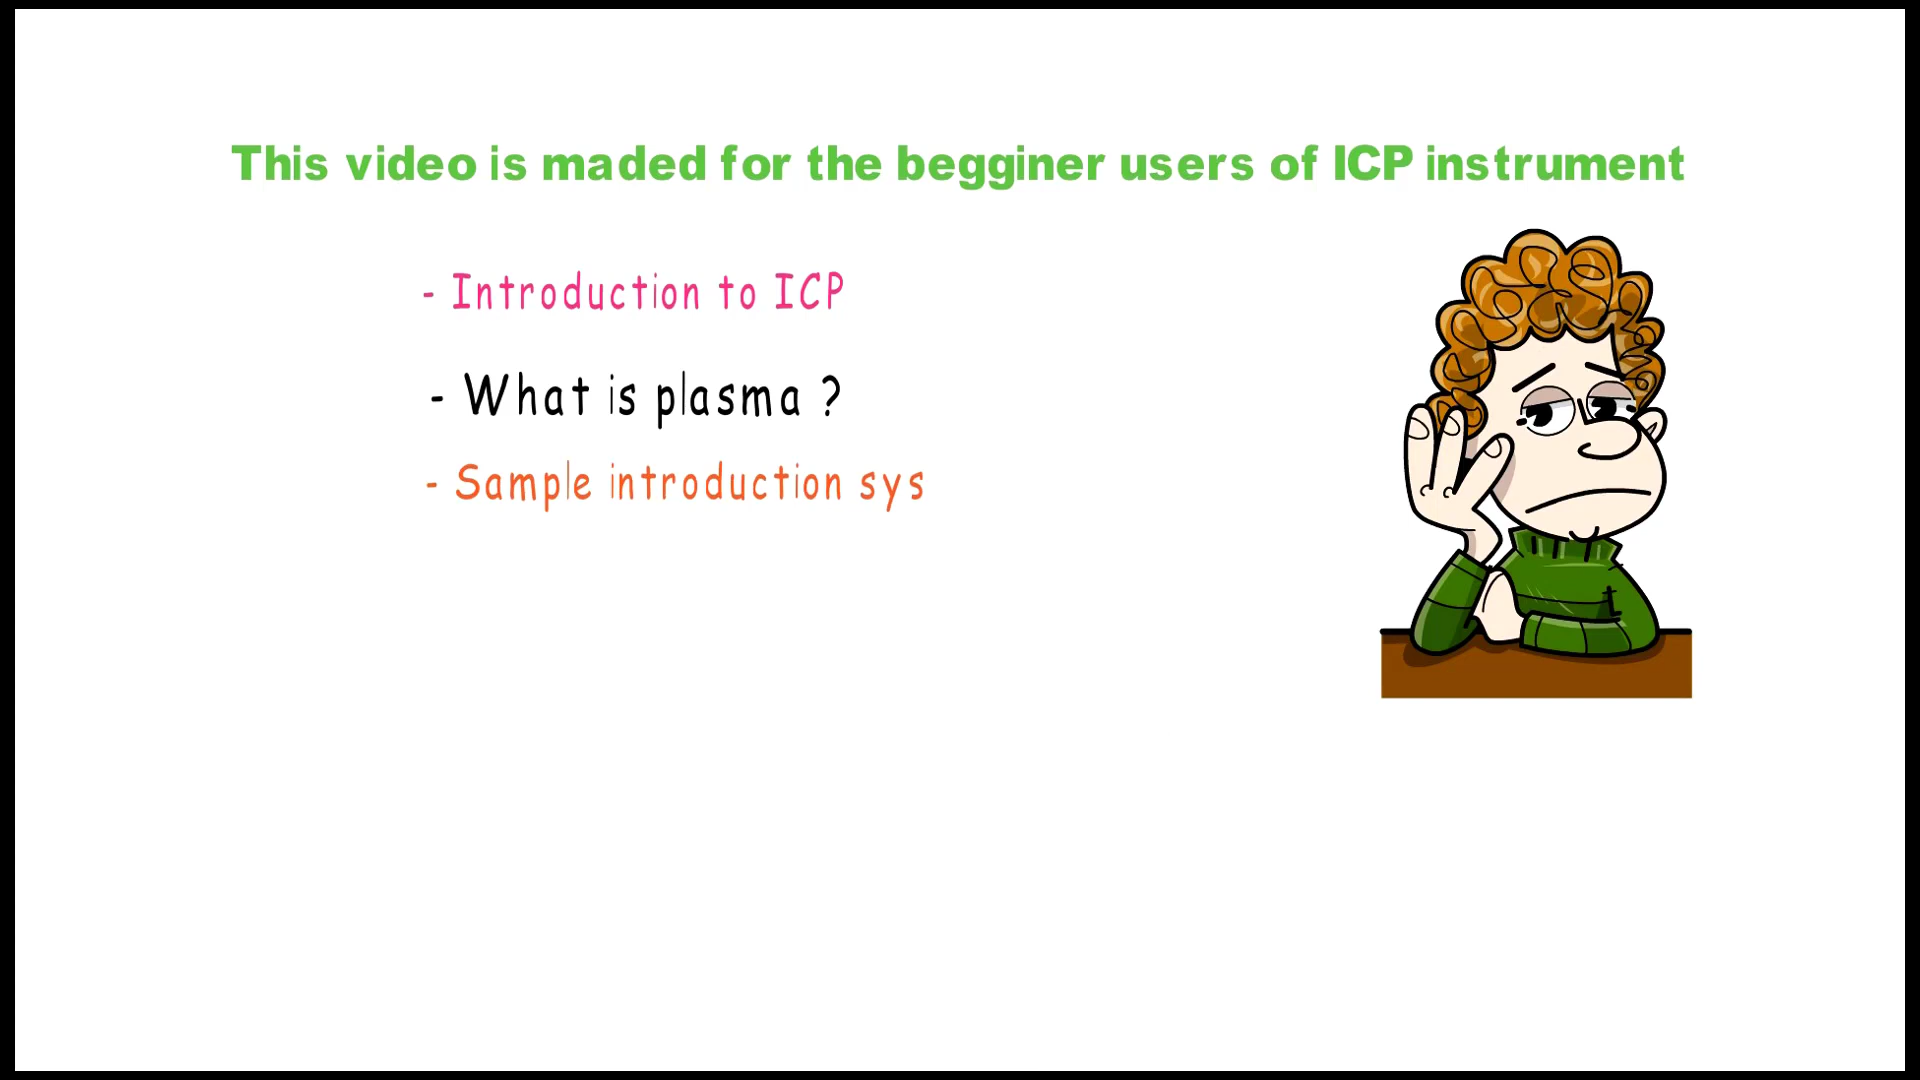 This video is maded for the begginer users of ICP instrument
- Introduction to ICP
- What is plasma ?
- Sample introduction sys